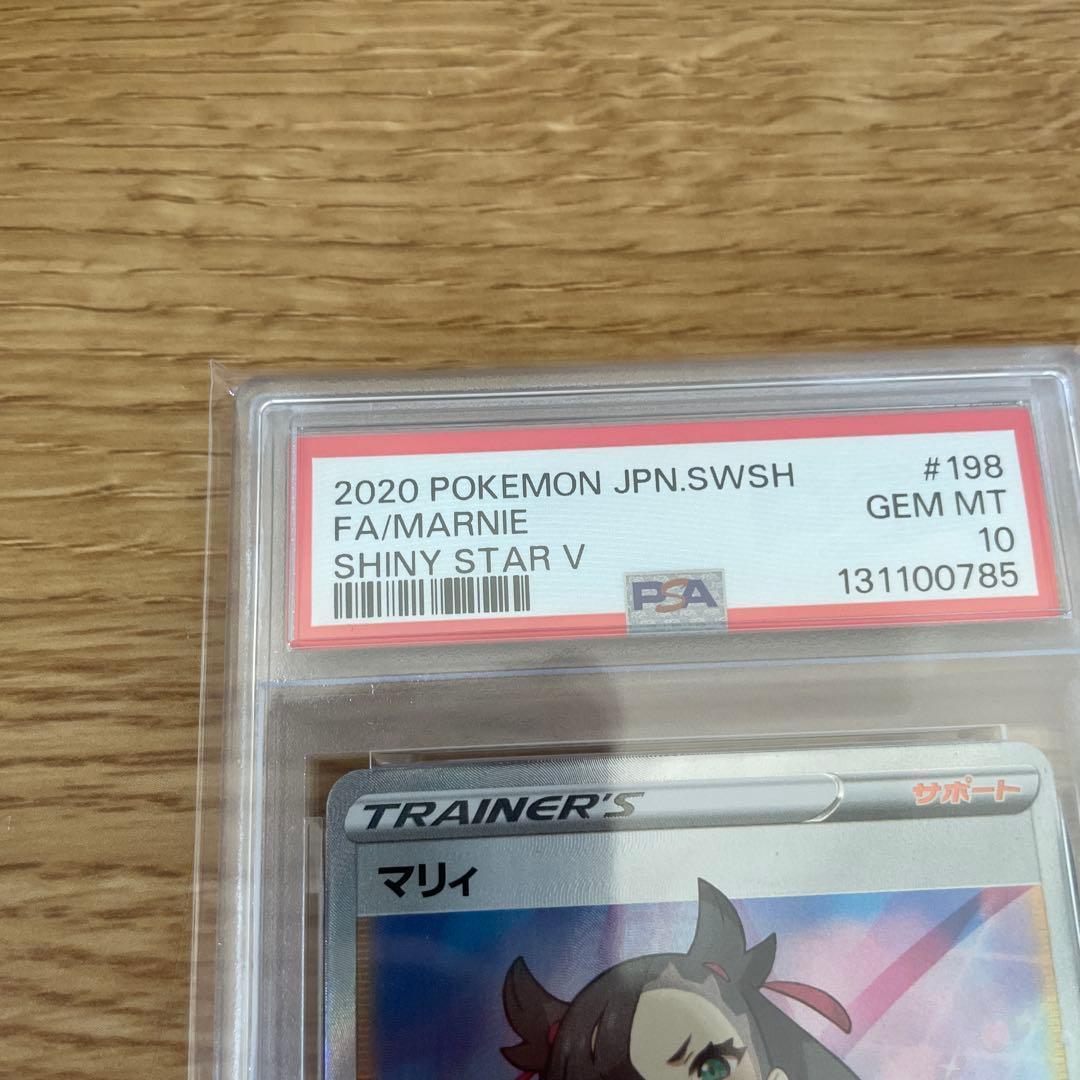 2020 POKEMON JPN.SWSH #198
FA/MARNIE GEM MT
SHINY STAR V 10
131100785
PSA
TRAINER'S サポート
マリィ